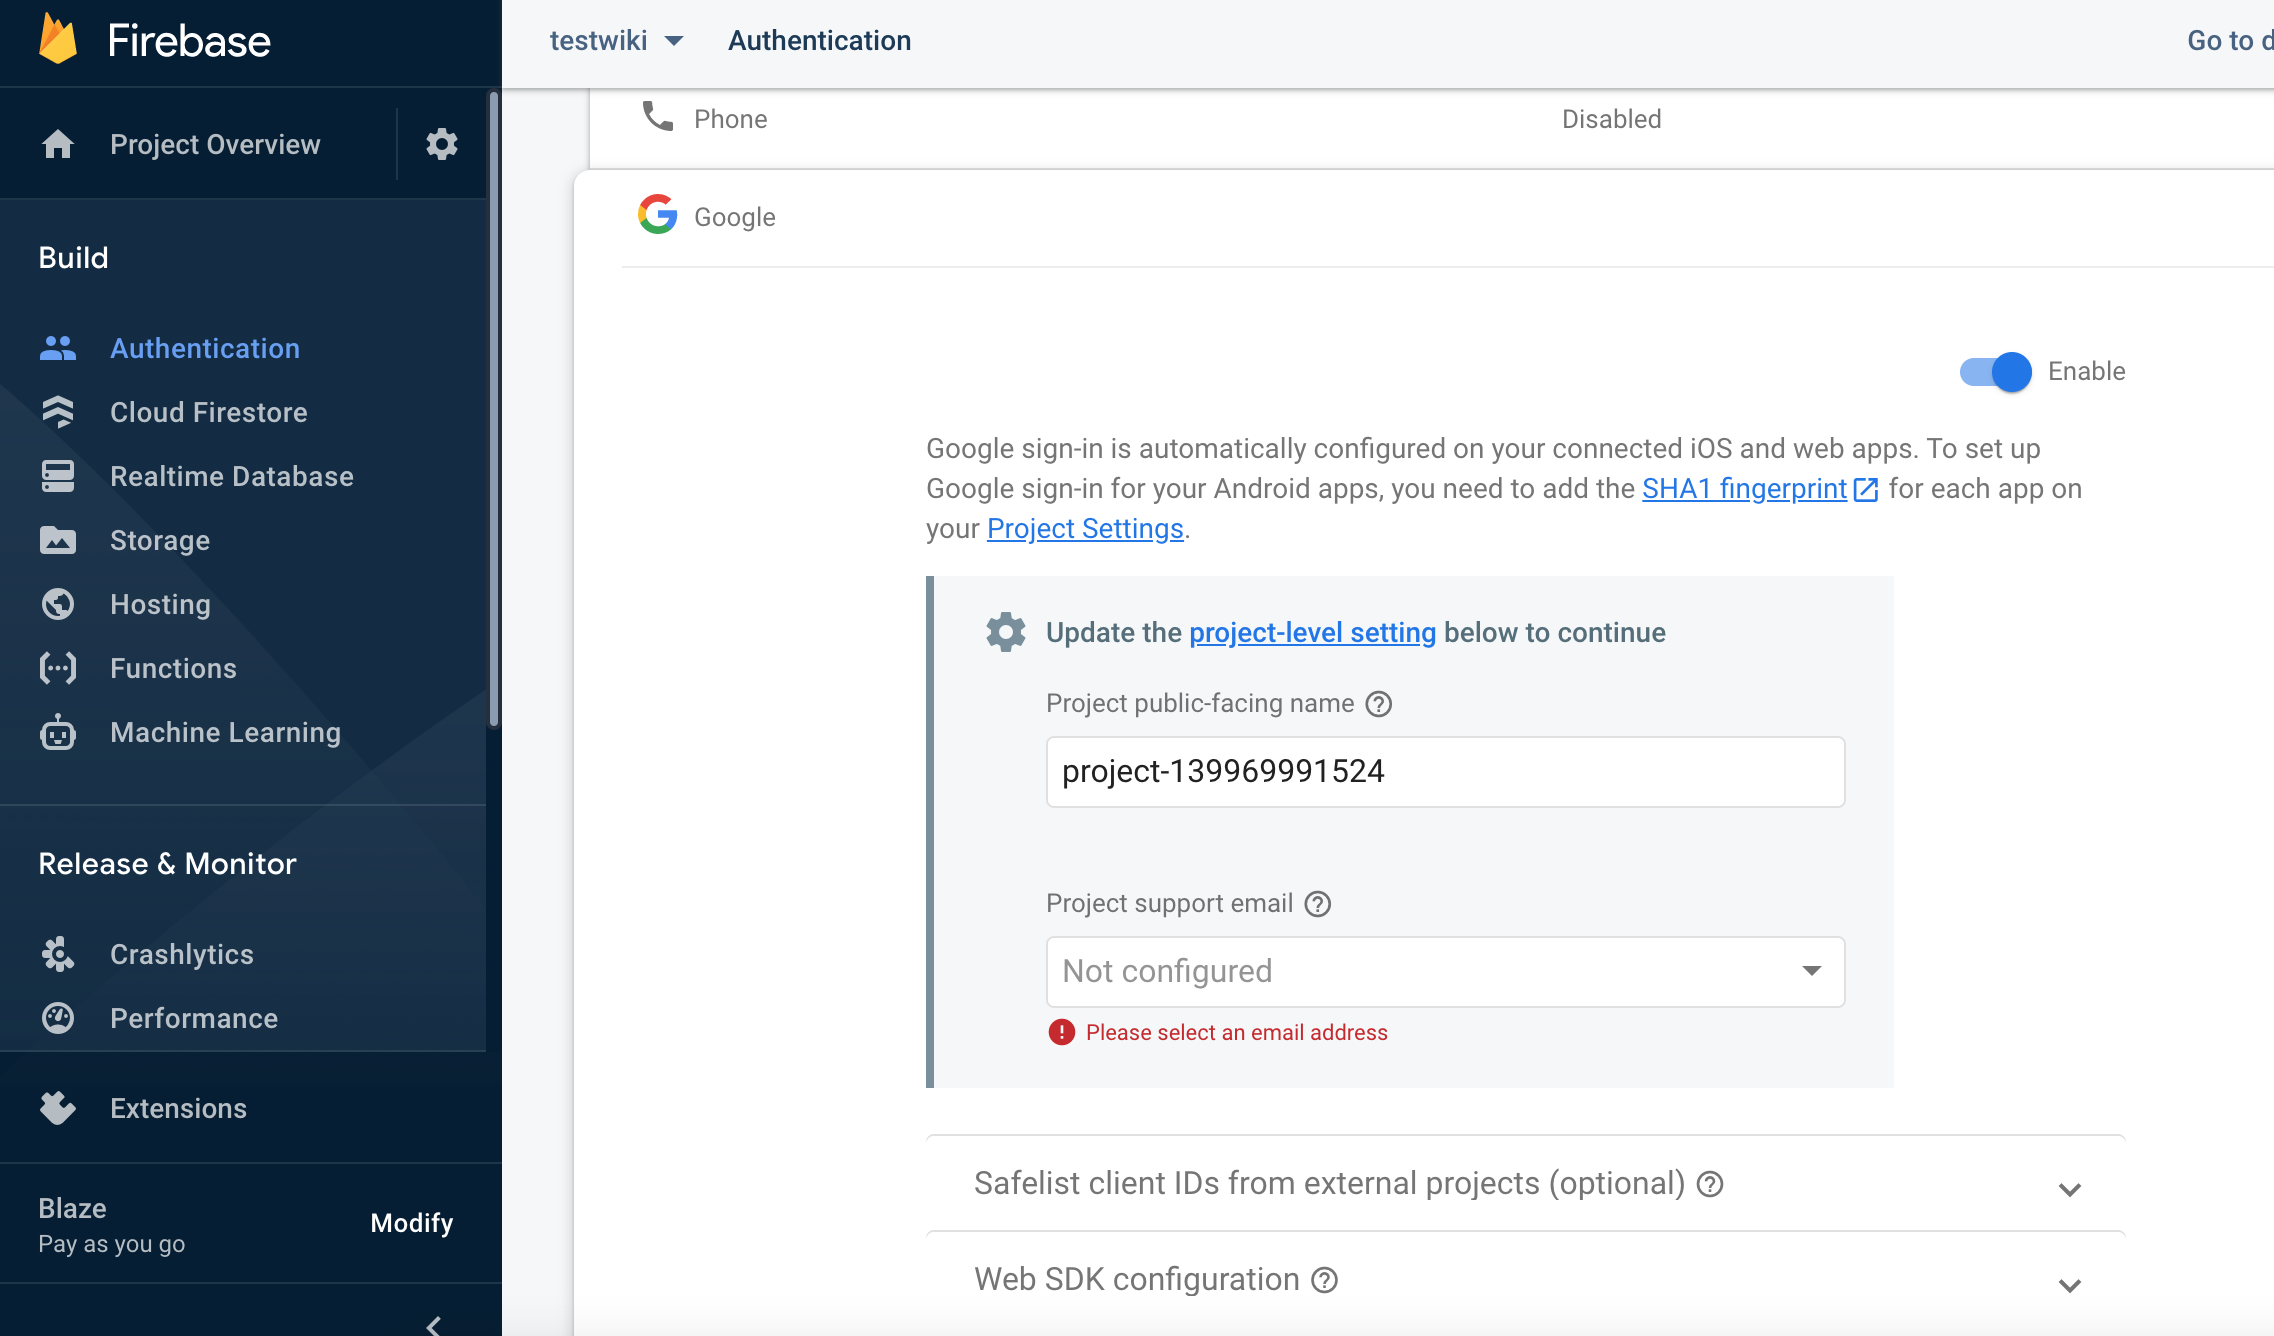 Firebase
Project Overview
Build
Authentication
Cloud Firestore
Realtime Database
Storage
Hosting
Functions
Machine Learning
Release & Monitor
Crashlytics
Performance
Extensions
Blaze
Pay as you go
Modify
testwiki
Authentication
Go to d
Phone
Disabled
Google
Enable
Google sign-in is automatically configured on your connected iOS and web apps. To set up
Google sign-in for your Android apps, you need to add the SHA1 fingerprint for each app on
your Project Settings.
Update the project-level setting below to continue
Project public-facing name
project-139969991524
Project support email
Not configured
Please select an email address
Safelist client IDs from external projects (optional)
Web SDK configuration